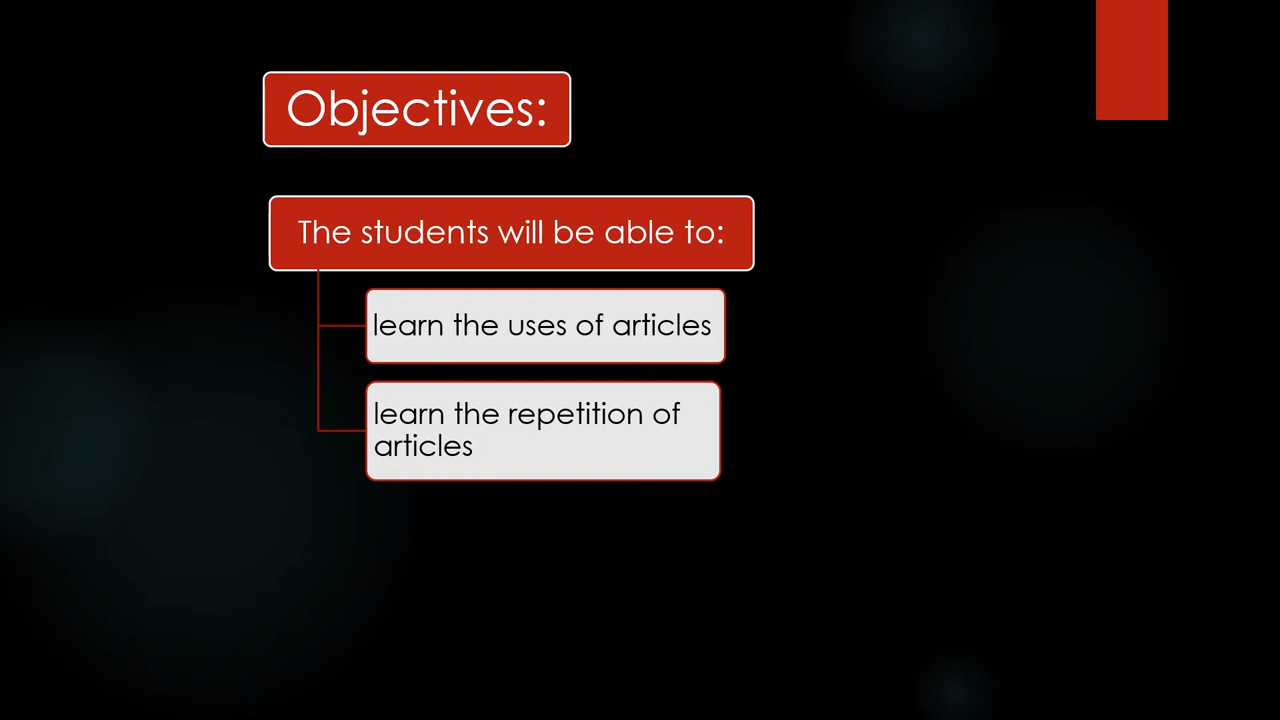 Objectives:
The students will be able to:
learn the uses of articles
learn the repetition of
articles